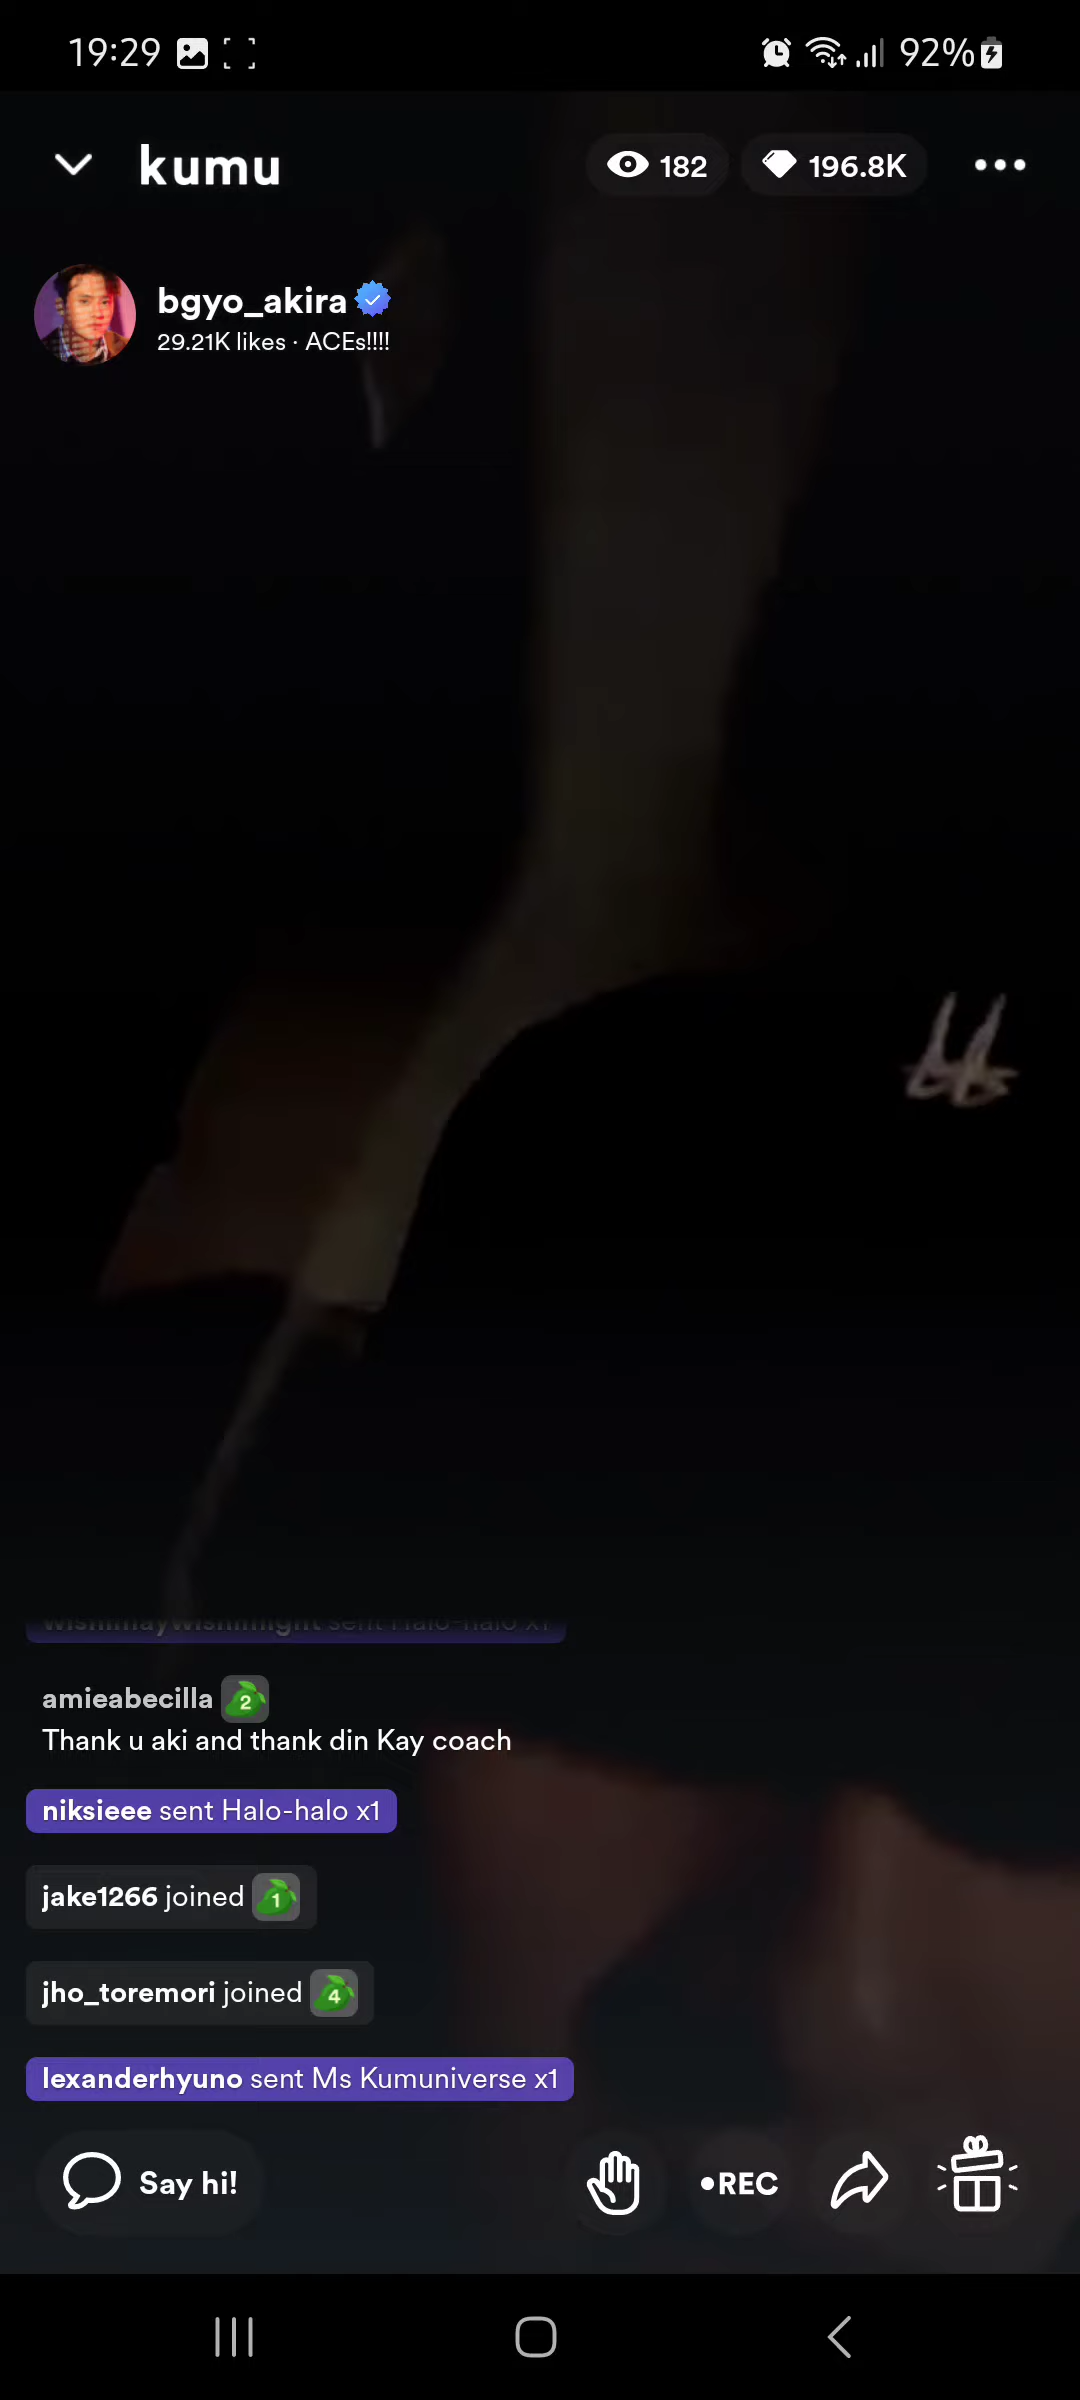 19:29 92%
kumu 182 196.8K
bgyo_akira
29.21K likes · ACEs!!!!
wishimaywishimight sent Halo-halo x1
amieabecilla 2
Thank u aki and thank din Kay coach
niksieee sent Halo-halo x1
jake1266 joined 1
jho_toremori joined 4
lexanderhyuno sent Ms Kumuniverse x1
Say hi! •REC